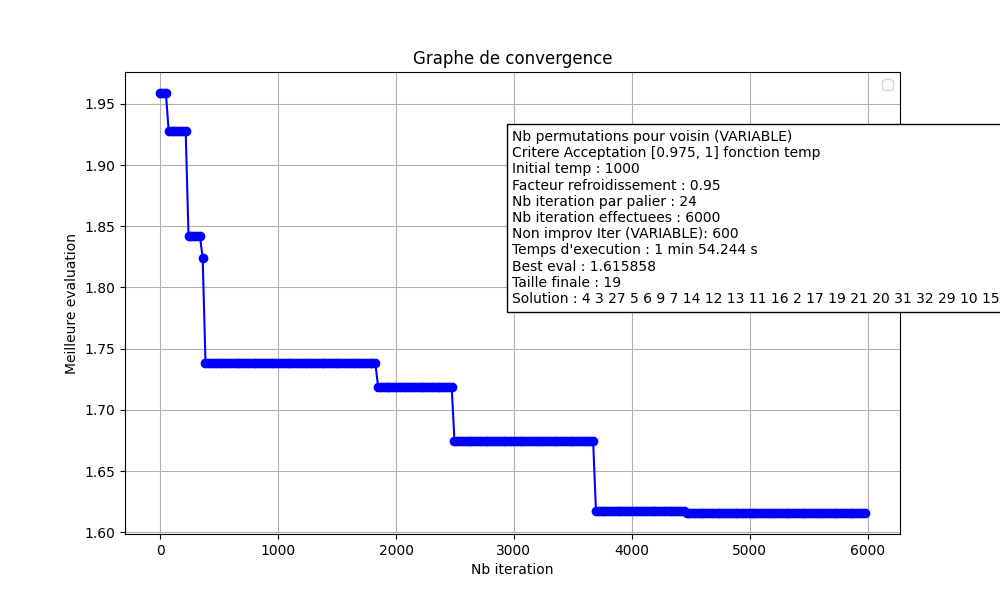 Graphe de convergence
Meilleure evaluation
1.95
1.90
1.85
1.80
1.75
1.70
1.65
1.60
Nb permutations pour voisin (VARIABLE)
Critere Acceptation [0.975, 1] fonction temp
Initial temp : 1000
Facteur refroidissement : 0.95
Nb iteration par palier : 24
Nb iteration effectuees : 6000
Non improv Iter (VARIABLE): 600
Temps d'execution : 1 min 54.244 s
Best eval : 1.615858
Taille finale : 19
Solution : 4 3 27 5 6 9 7 14 12 13 11 16 2 17 19 21 20 31 32 29 10 15
0 1000 2000 3000 4000 5000 6000
Nb iteration